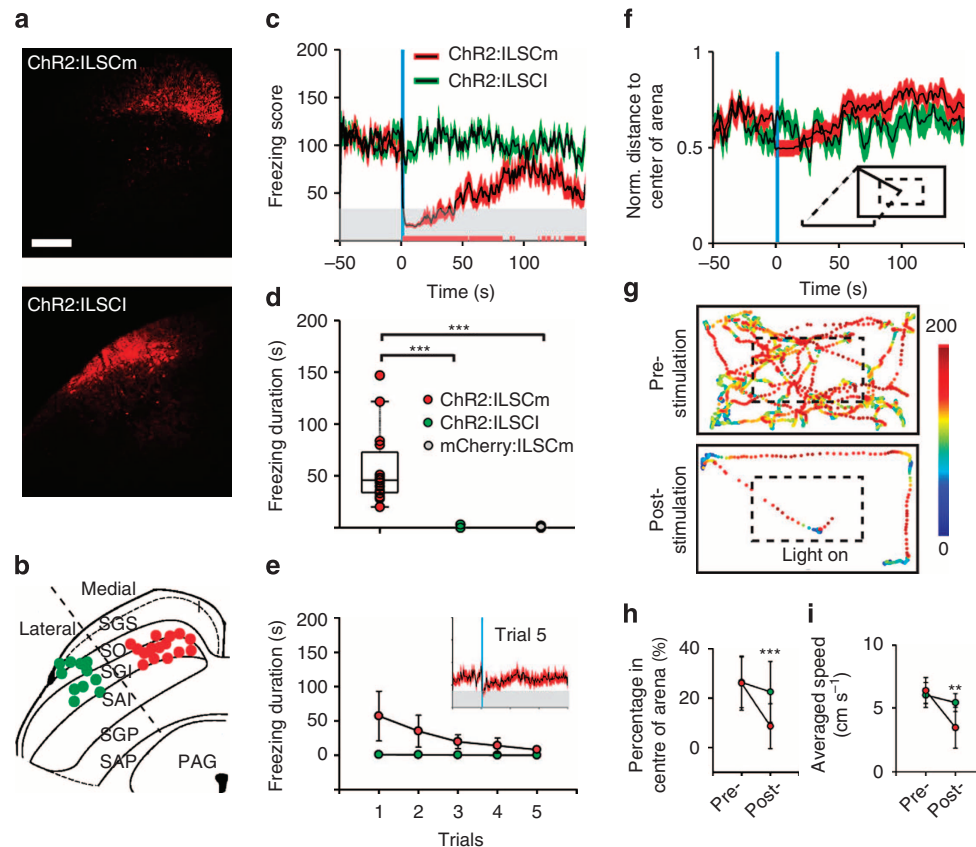 a
ChR2:ILSCm
ChR2:ILSCl
b
Medial
Lateral
SGS
SO
SGI
SAI
SGP
SAP
PAG
c
200
150
100
50
Freezing score
ChR2:ILSCm
ChR2:ILSCl
−50
0
50
100
Time (s)
d
200
150
100
50
Freezing duration (s)
***
***
ChR2:ILSCm
ChR2:ILSCl
mCherry:ILSCm
e
200
150
100
50
0
Freezing duration (s)
Trial 5
1 2 3 4 5
Trials
f
1
0.5
0
Norm. distance to
center of arena
−50 0 50 100
Time (s)
g
Pre-
stimulation
Post-
stimulation
Light on
200
0
h
40
20
0
Percentage in
centre of arena (%)
***
Pre-
Post-
i
10
5
0
Averaged speed
(cm s−1)
**
Pre-
Post-